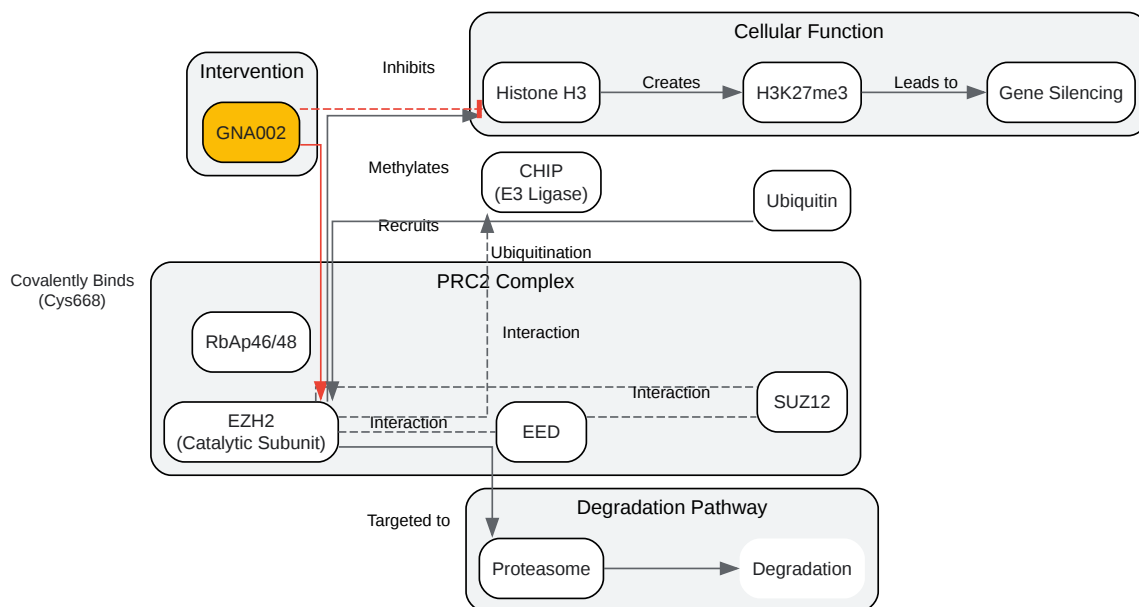 Cellular Function
Intervention
Inhibits
Histone H3
Creates
H3K27me3
Leads to
Gene Silencing
GNA002
Methylates
CHIP
(E3 Ligase)
Ubiquitin
Recruits
Ubiquitination
Covalently Binds
(Cys668)
PRC2 Complex
RbAp46/48
Interaction
Interaction
SUZ12
EZH2
(Catalytic Subunit)
Interaction
EED
Degradation Pathway
Targeted to
Proteasome
Degradation